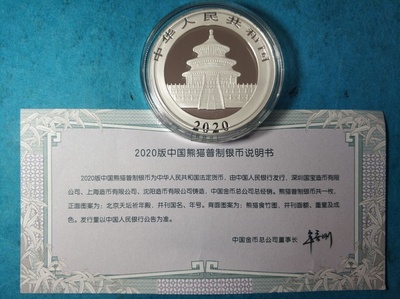 中华人民共和国
2020
2020版中国熊猫普制银币说明书
2020版中国熊猫普制银币为中华人民共和国法定货币，由中国人民银行发行，深圳国宝造币有限
公司、上海造币有限公司、沈阳造币有限公司铸造，中国金币总公司总经销。熊猫普制银币共一枚，
正面图案为：北京天坛祈年殿，并刊国名、年号。背面图案为：熊猫食竹图，并刊面额、重量及成
色。发行量以中国人民银行公告为准。
中国金币总公司董事长